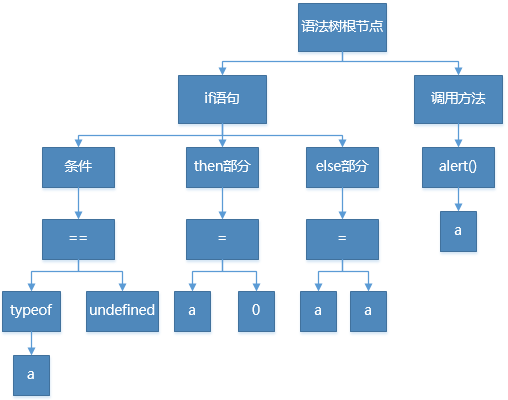 语法树根节点
if语句
调用方法
条件
then部分
else部分
alert()
==
=
=
a
typeof
undefined
a
0
a
a
a